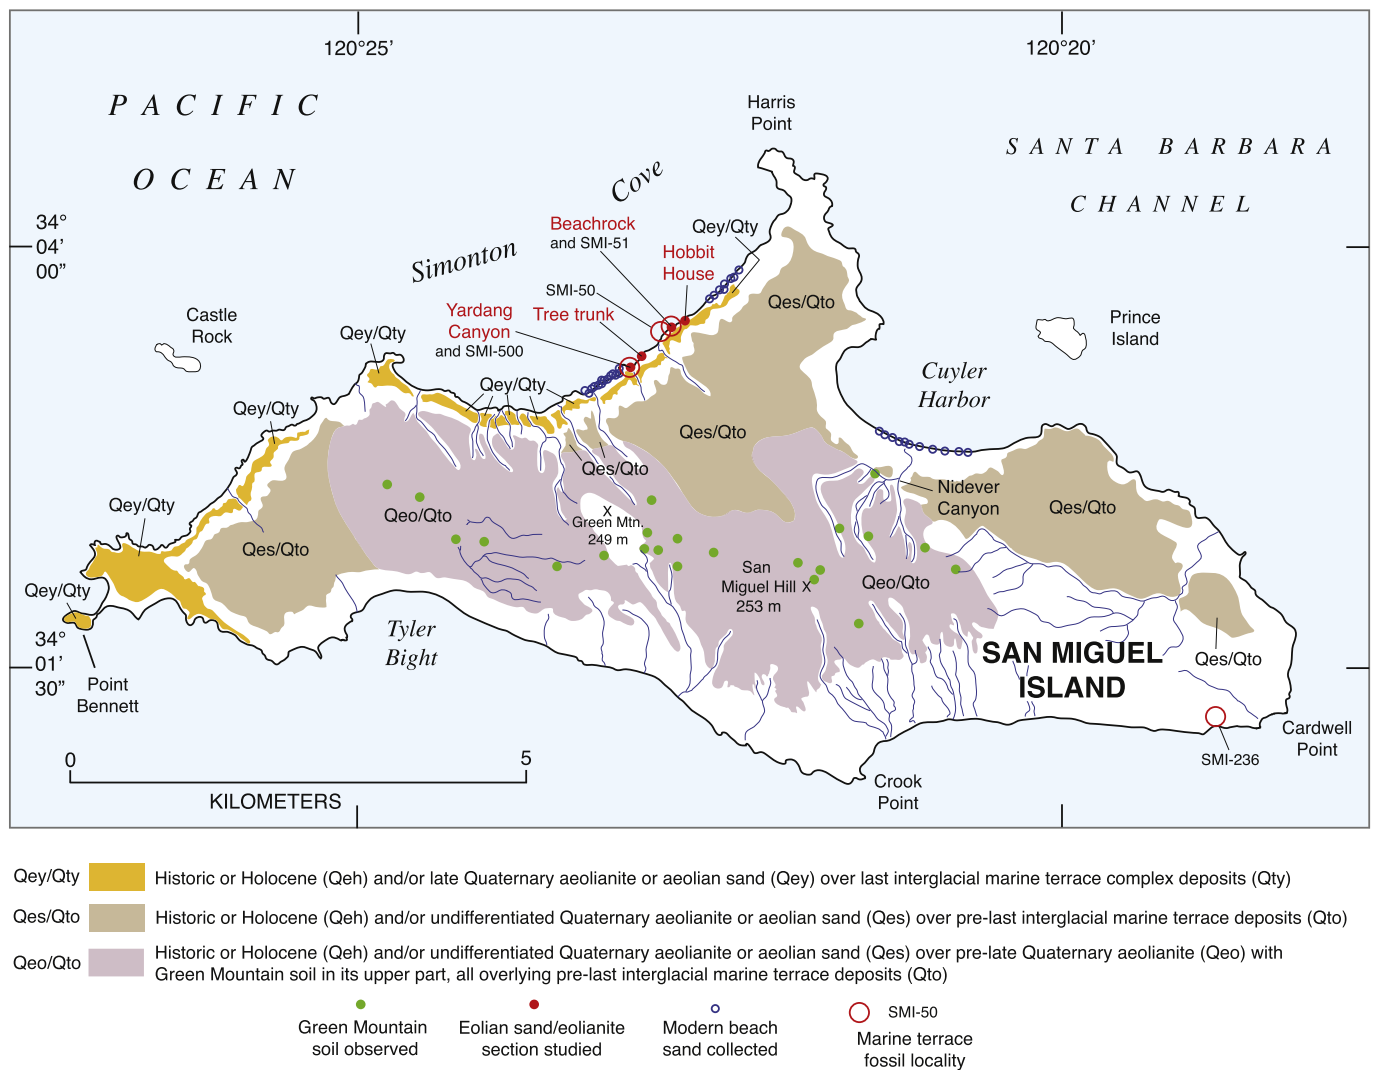 120°25’
120°20’
PACIFIC
OCEAN
Harris
Point
SANTA BARBARA
CHANNEL
34°
04’
00”
Simonton Cove
Beachrock
and SMI-51
Qey/Qty
Hobbit
House
SMI-50
Tree trunk
Yardang
Canyon
and SMI-500
Qes/Qto
Castle
Rock
Qey/Qty
Prince
Island
Cuyler
Harbor
Qey/Qty
Qey/Qty
Qes/Qto
Qes/Qto
Nidever
Canyon
Qes/Qto
Qey/Qty
Qeo/Qto
X
Green Mtn.
249 m
Qes/Qto
San
Miguel Hill X
253 m
Qeo/Qto
Qey/Qty
34°
01’
30”
Tyler
Bight
SAN MIGUEL
ISLAND
Qes/Qto
Point
Bennett
Cardwell
Point
SMI-236
Crook
Point
0
5
KILOMETERS
Qey/Qty Historic or Holocene (Qeh) and/or late Quaternary aeolianite or aeolian sand (Qey) over last interglacial marine terrace complex deposits (Qty)
Qes/Qto Historic or Holocene (Qeh) and/or undifferentiated Quaternary aeolianite or aeolian sand (Qes) over pre-last interglacial marine terrace deposits (Qto)
Qeo/Qto Historic or Holocene (Qeh) and/or undifferentiated Quaternary aeolianite or aeolian sand (Qes) over pre-late Quaternary aeolianite (Qeo) with
Green Mountain soil in its upper part, all overlying pre-last interglacial marine terrace deposits (Qto)
Green Mountain
soil observed
Eolian sand/eolianite
section studied
Modern beach
sand collected
SMI-50
Marine terrace
fossil locality